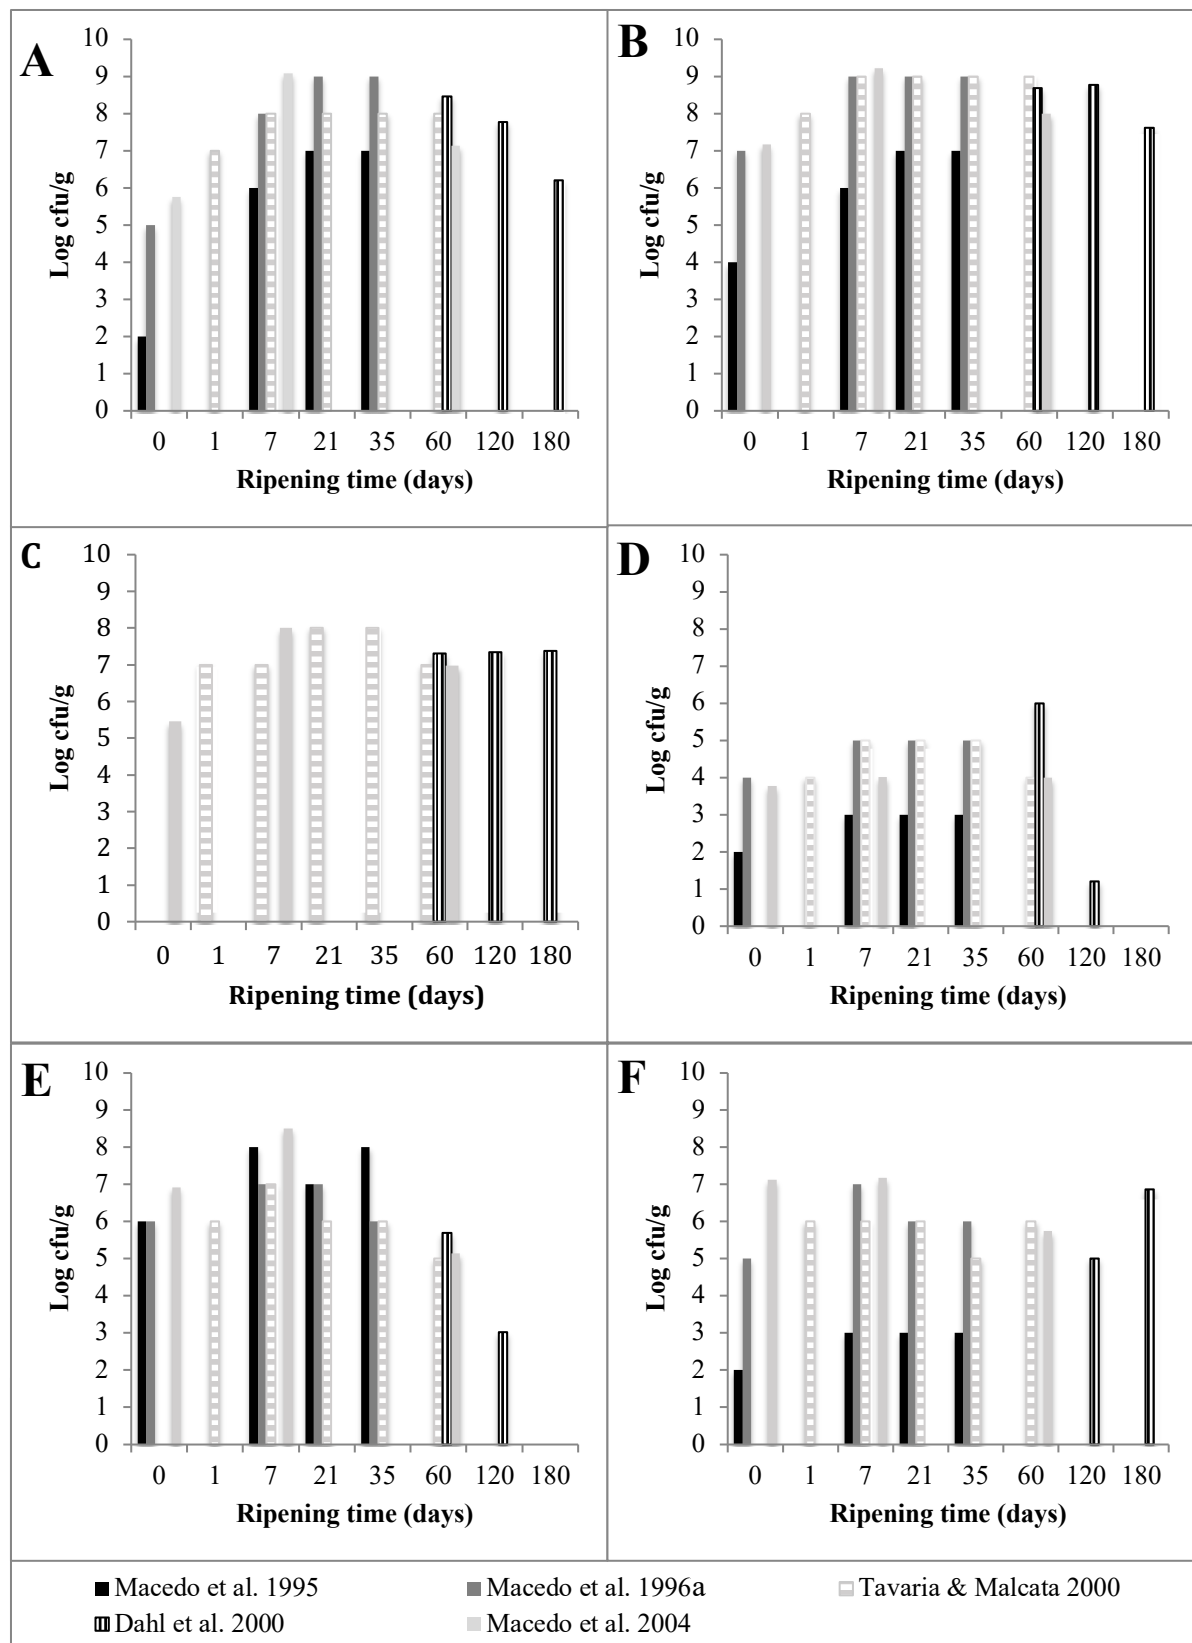 A
10
9
8
7
6
5
4
3
2
1
0
Log cfu/g
0 1 7 21 35 60 120 180
Ripening time (days)
B
10
9
8
7
6
5
4
3
2
1
0
Log cfu/g
0 1 7 21 35 60 120 180
Ripening time (days)
C
10
9
8
7
6
5
4
3
2
1
0
Log cfu/g
0 1 7 21 35 60 120 180
Ripening time (days)
D
10
9
8
7
6
5
4
3
2
1
0
Log cfu/g
0 1 7 21 35 60 120 180
Ripening time (days)
E
10
9
8
7
6
5
4
3
2
1
0
Log cfu/g
0 1 7 21 35 60 120 180
Ripening time (days)
F
10
9
8
7
6
5
4
3
2
1
0
Log cfu/g
0 1 7 21 35 60 120 180
Ripening time (days)
Macedo et al. 1995 Macedo et al. 1996a Tavaria & Malcata 2000
Dahl et al. 2000 Macedo et al. 2004